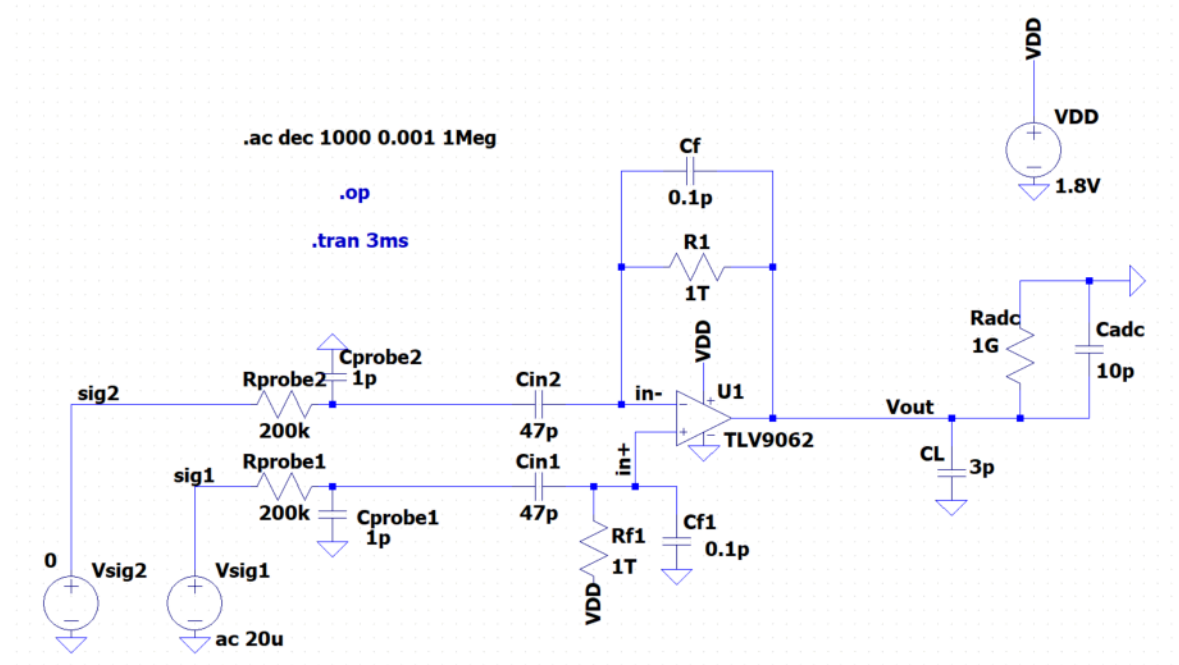 VDD
VDD
1.8V
.ac dec 1000 0.001 1Meg
.op
.tran 3ms
Cf
0.1p
R1
1T
VDD
U1
TLV9062
in-
in+
Radc
1G
Cadc
10p
Cprobe2
1p
Rprobe2
200k
sig2
Cin2
47p
Vout
CL
3p
sig1
Rprobe1
200k
Cprobe1
1p
Cin1
47p
Rf1
1T
VDD
Cf1
0.1p
0
Vsig2
Vsig1
ac 20u